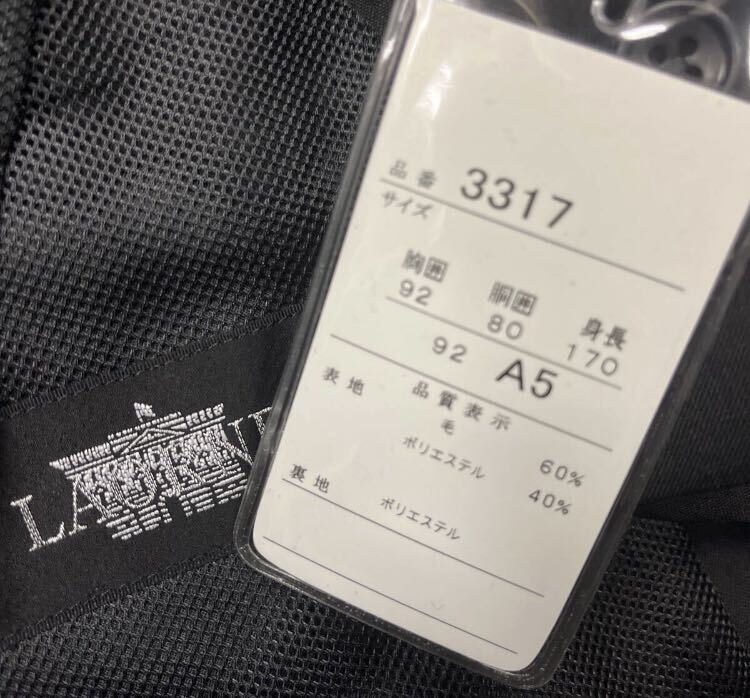 品番 3317
サイズ
胸囲 胴囲 身長
92 80 170
92 A5
表地 品質表示
毛 60%
ポリエステル 40%
裏地
ポリエステル